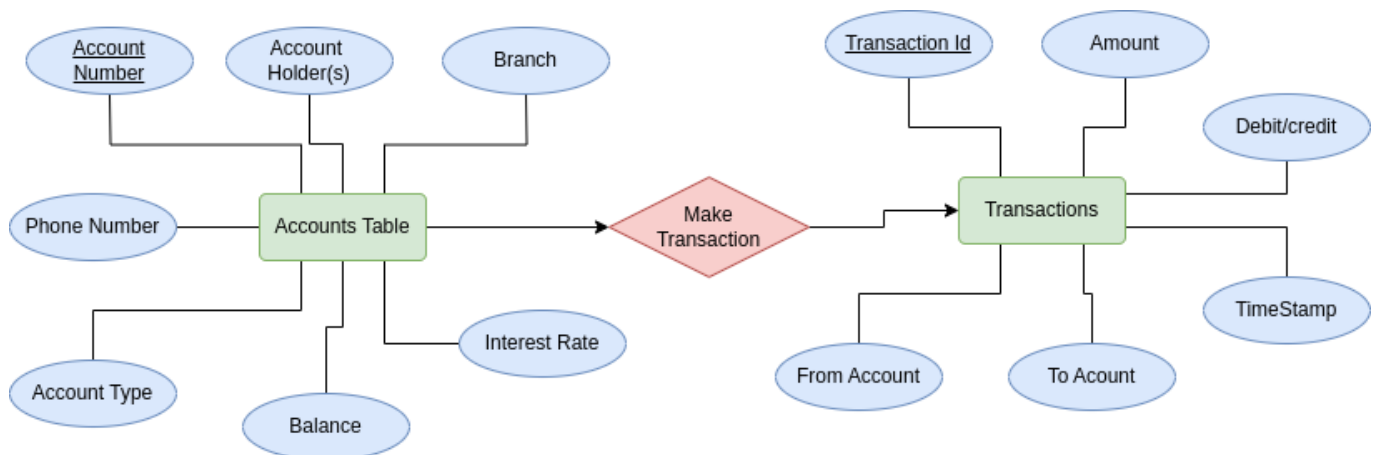 Account
Number
Account
Holder(s)
Branch
Transaction Id
Amount
Debit/credit
Phone Number
Accounts Table
Make
Transaction
Transactions
TimeStamp
Interest Rate
From Account
To Acount
Account Type
Balance